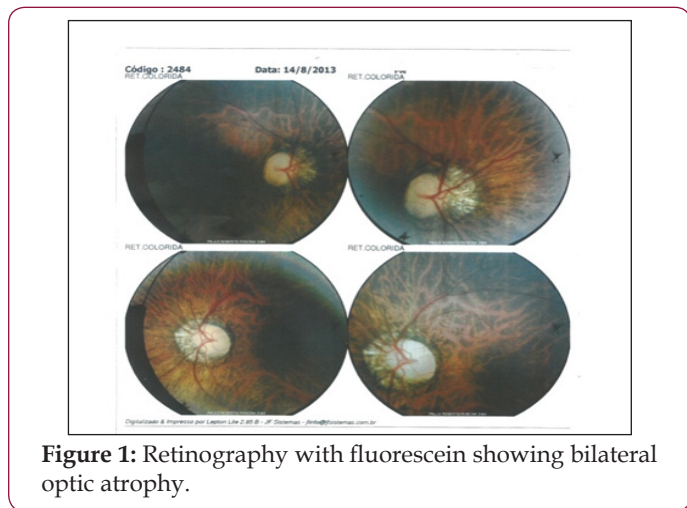 Código : 2484 Data: 14/8/2013
RET.COLORIDA RET.COLORIDA
RET.COLORIDA RET.COLORIDA
Digitalizado & Impresso por Lepton Lite 2.95 B - JF Sistemas - jfinfo@jfsistemas.com.br
Figure 1: Retinography with fluorescein showing bilateral
optic atrophy.